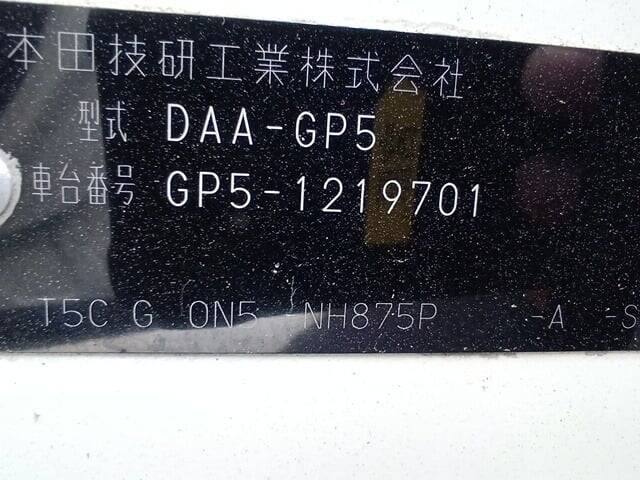 本田技研工業株式会社
型式 DAA-GP5
車台番号 GP5-1219701
T5C G 0N5 NH875P -A -S